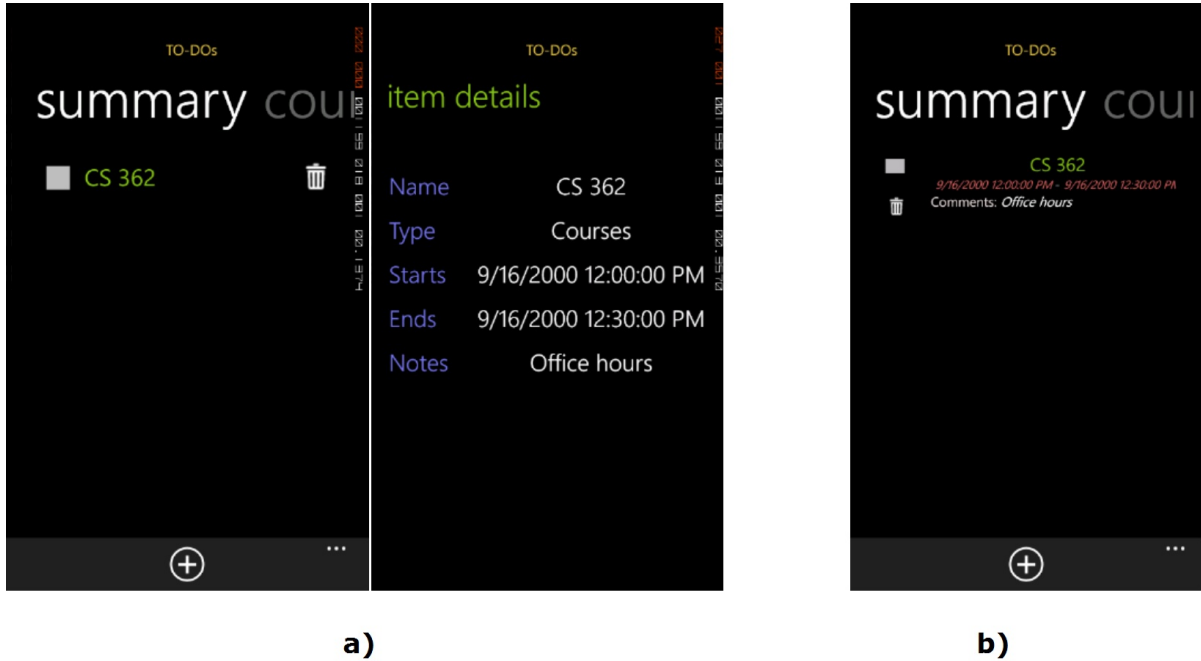 TO-DOs
summary cour
CS 362
TO-DOs
item details
Name CS 362
Type Courses
Starts 9/16/2000 12:00:00 PM
Ends 9/16/2000 12:30:00 PM
Notes Office hours
a)
TO-DOs
summary cour
CS 362
9/16/2000 12:00:00 PM - 9/16/2000 12:30:00 PM
Comments: Office hours
b)